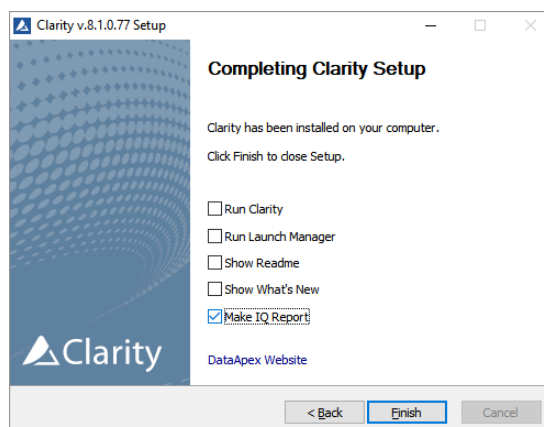 Clarity v.8.1.0.77 Setup
Completing Clarity Setup
Clarity has been installed on your computer.
Click Finish to close Setup.
Run Clarity
Run Launch Manager
Show Readme
Show What's New
Make IQ Report
Clarity
DataApex Website
< Back Finish Cancel